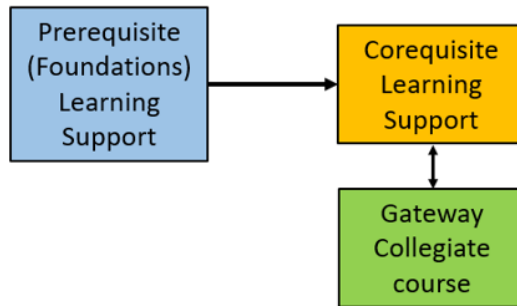 Prerequisite
(Foundations)
Learning
Support
Corequisite
Learning
Support
Gateway
Collegiate
course